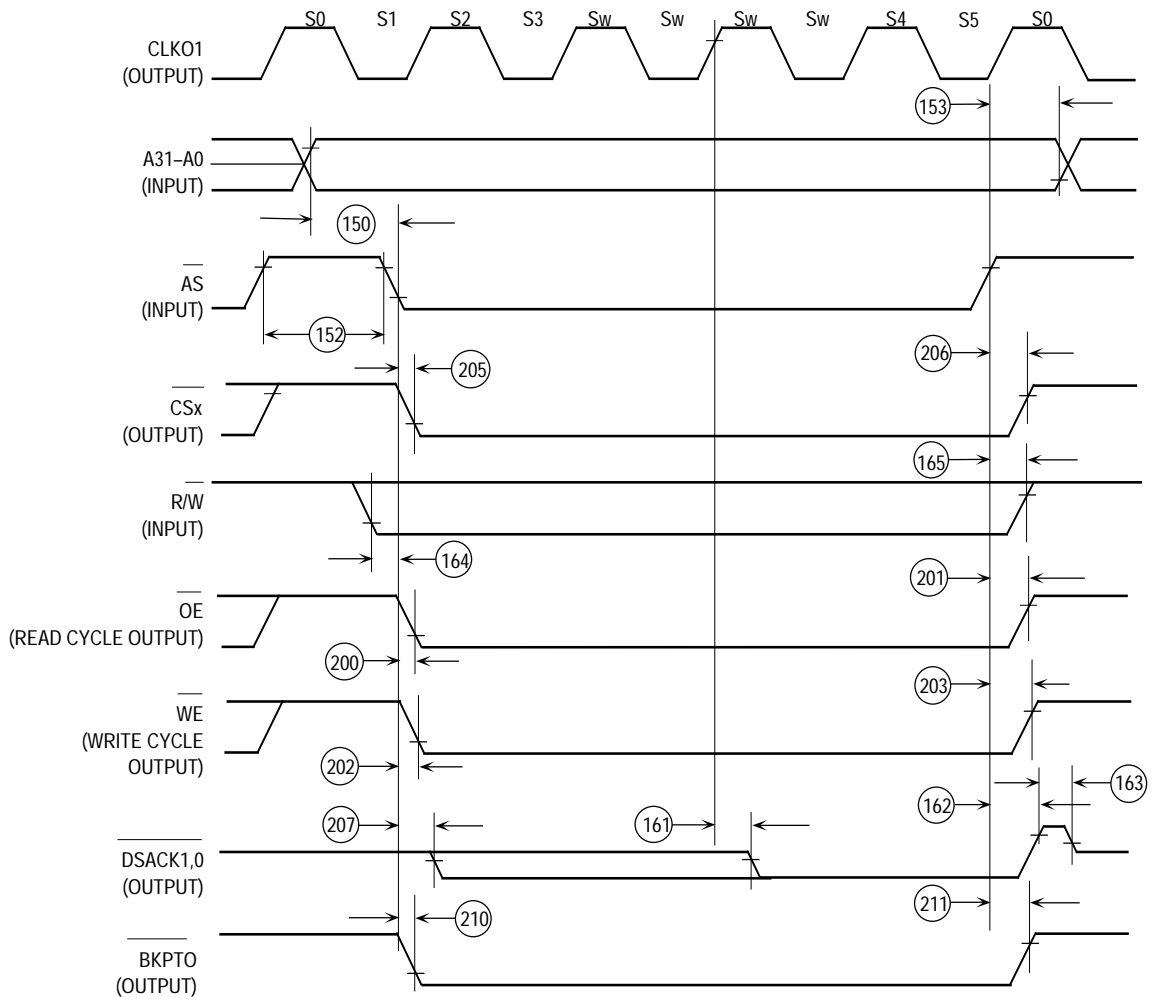 S0 S1 S2 S3 Sw Sw Sw Sw S4 S5 S0
CLKO1
(OUTPUT)
153
A31–A0
(INPUT)
150
AS
(INPUT)
152
206
205
CSx
(OUTPUT)
165
R/W
(INPUT)
164
201
OE
(READ CYCLE OUTPUT)
200
203
WE
(WRITE CYCLE
OUTPUT)
202
163
162
207
161
DSACK1,0
(OUTPUT)
211
210
BKPTO
(OUTPUT)